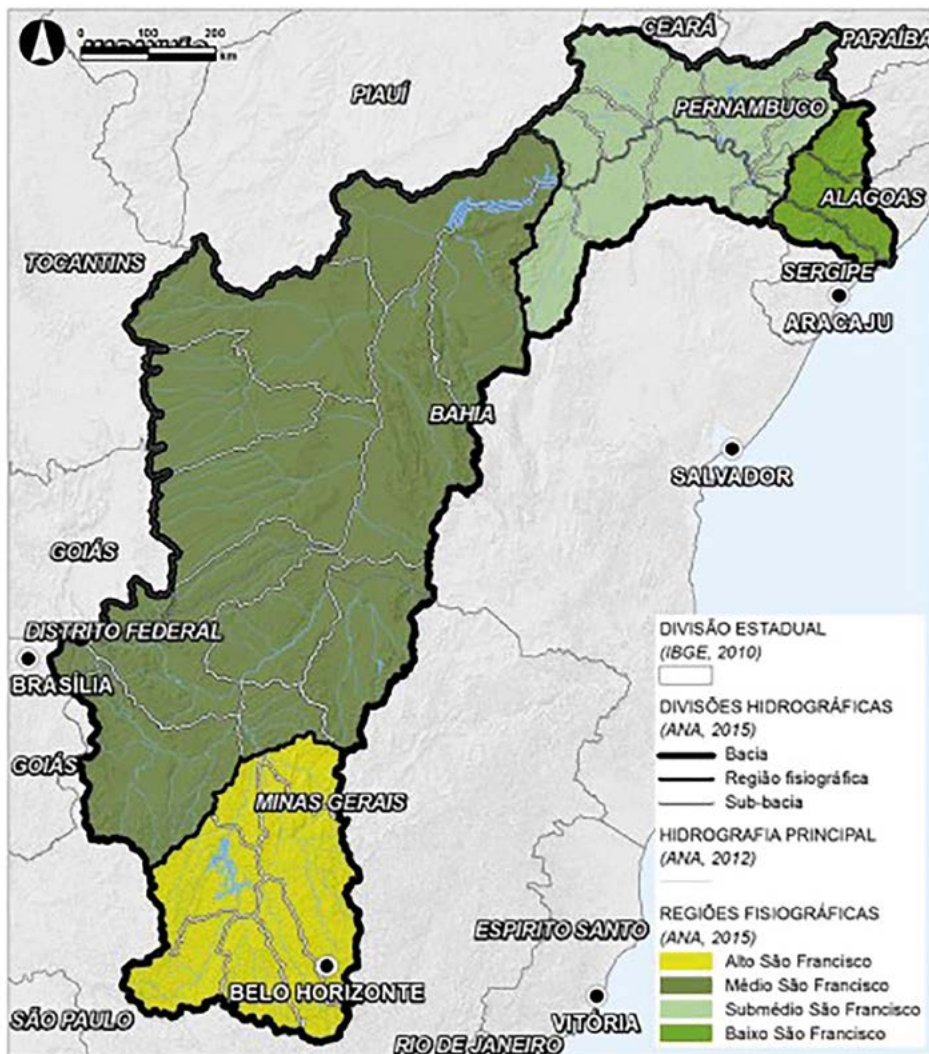 0 100 200
km
MARANHÃO
CEARÁ
PARAÍBA
PIAUÍ
PERNAMBUCO
ALAGOAS
TOCANTINS
SERGIPE
ARACAJU
BAHIA
SALVADOR
GOIÁS
DISTRITO FEDERAL
BRASÍLIA
GOIÁS
MINAS GERAIS
ESPIRITO SANTO
BELO HORIZONTE
VITÓRIA
SÃO PAULO
RIO DE JANEIRO
DIVISÃO ESTADUAL
(IBGE, 2010)
DIVISÕES HIDROGRÁFICAS
(ANA, 2015)
Bacia
Região fisiográfica
Sub-bacia
HIDROGRAFIA PRINCIPAL
(ANA, 2012)
REGIÕES FISIOGRÁFICAS
(ANA, 2015)
Alto São Francisco
Médio São Francisco
Submédio São Francisco
Baixo São Francisco